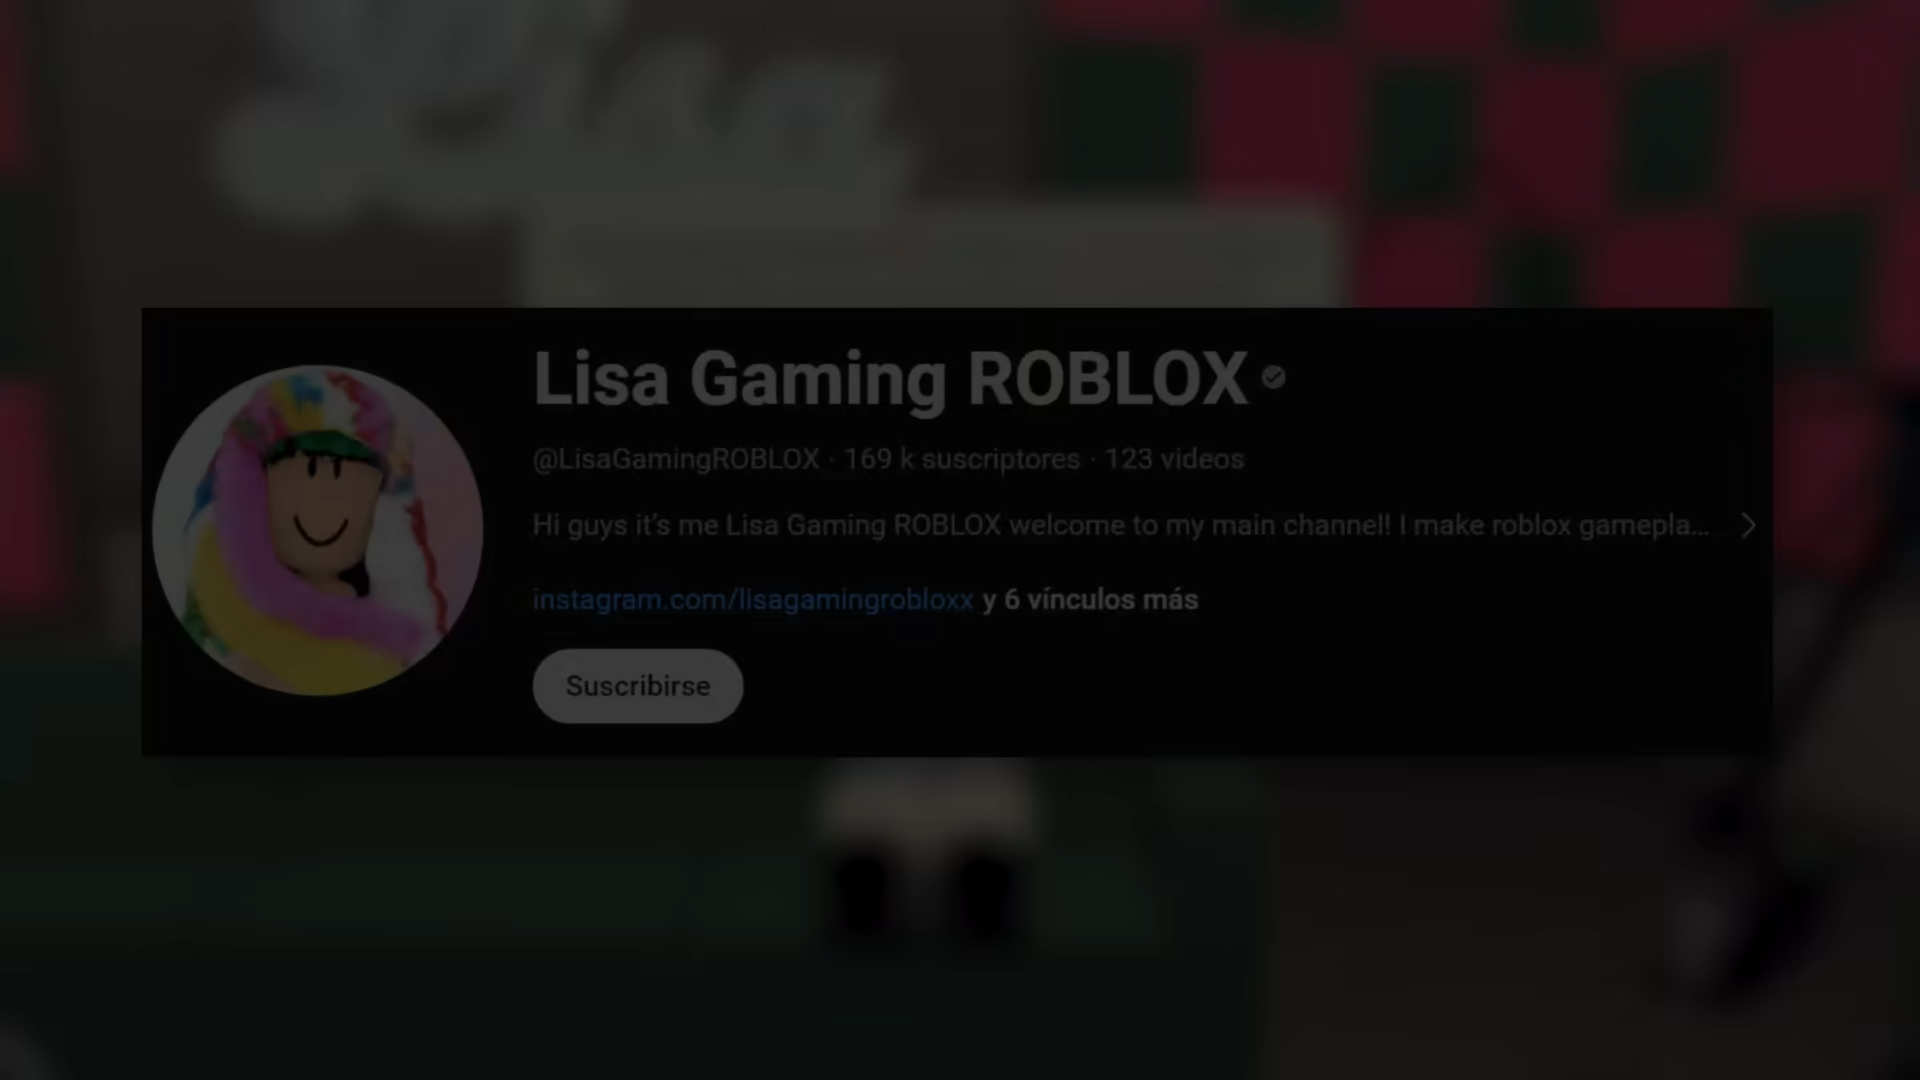 Lisa
Lisa Gaming ROBLOX
@LisaGamingROBLOX · 169 k suscriptores · 123 videos
Hi guys it's me Lisa Gaming ROBLOX welcome to my main channel! I make roblox gamepla...
instagram.com/lisagamingrobloxx y 6 vínculos más
Suscribirse